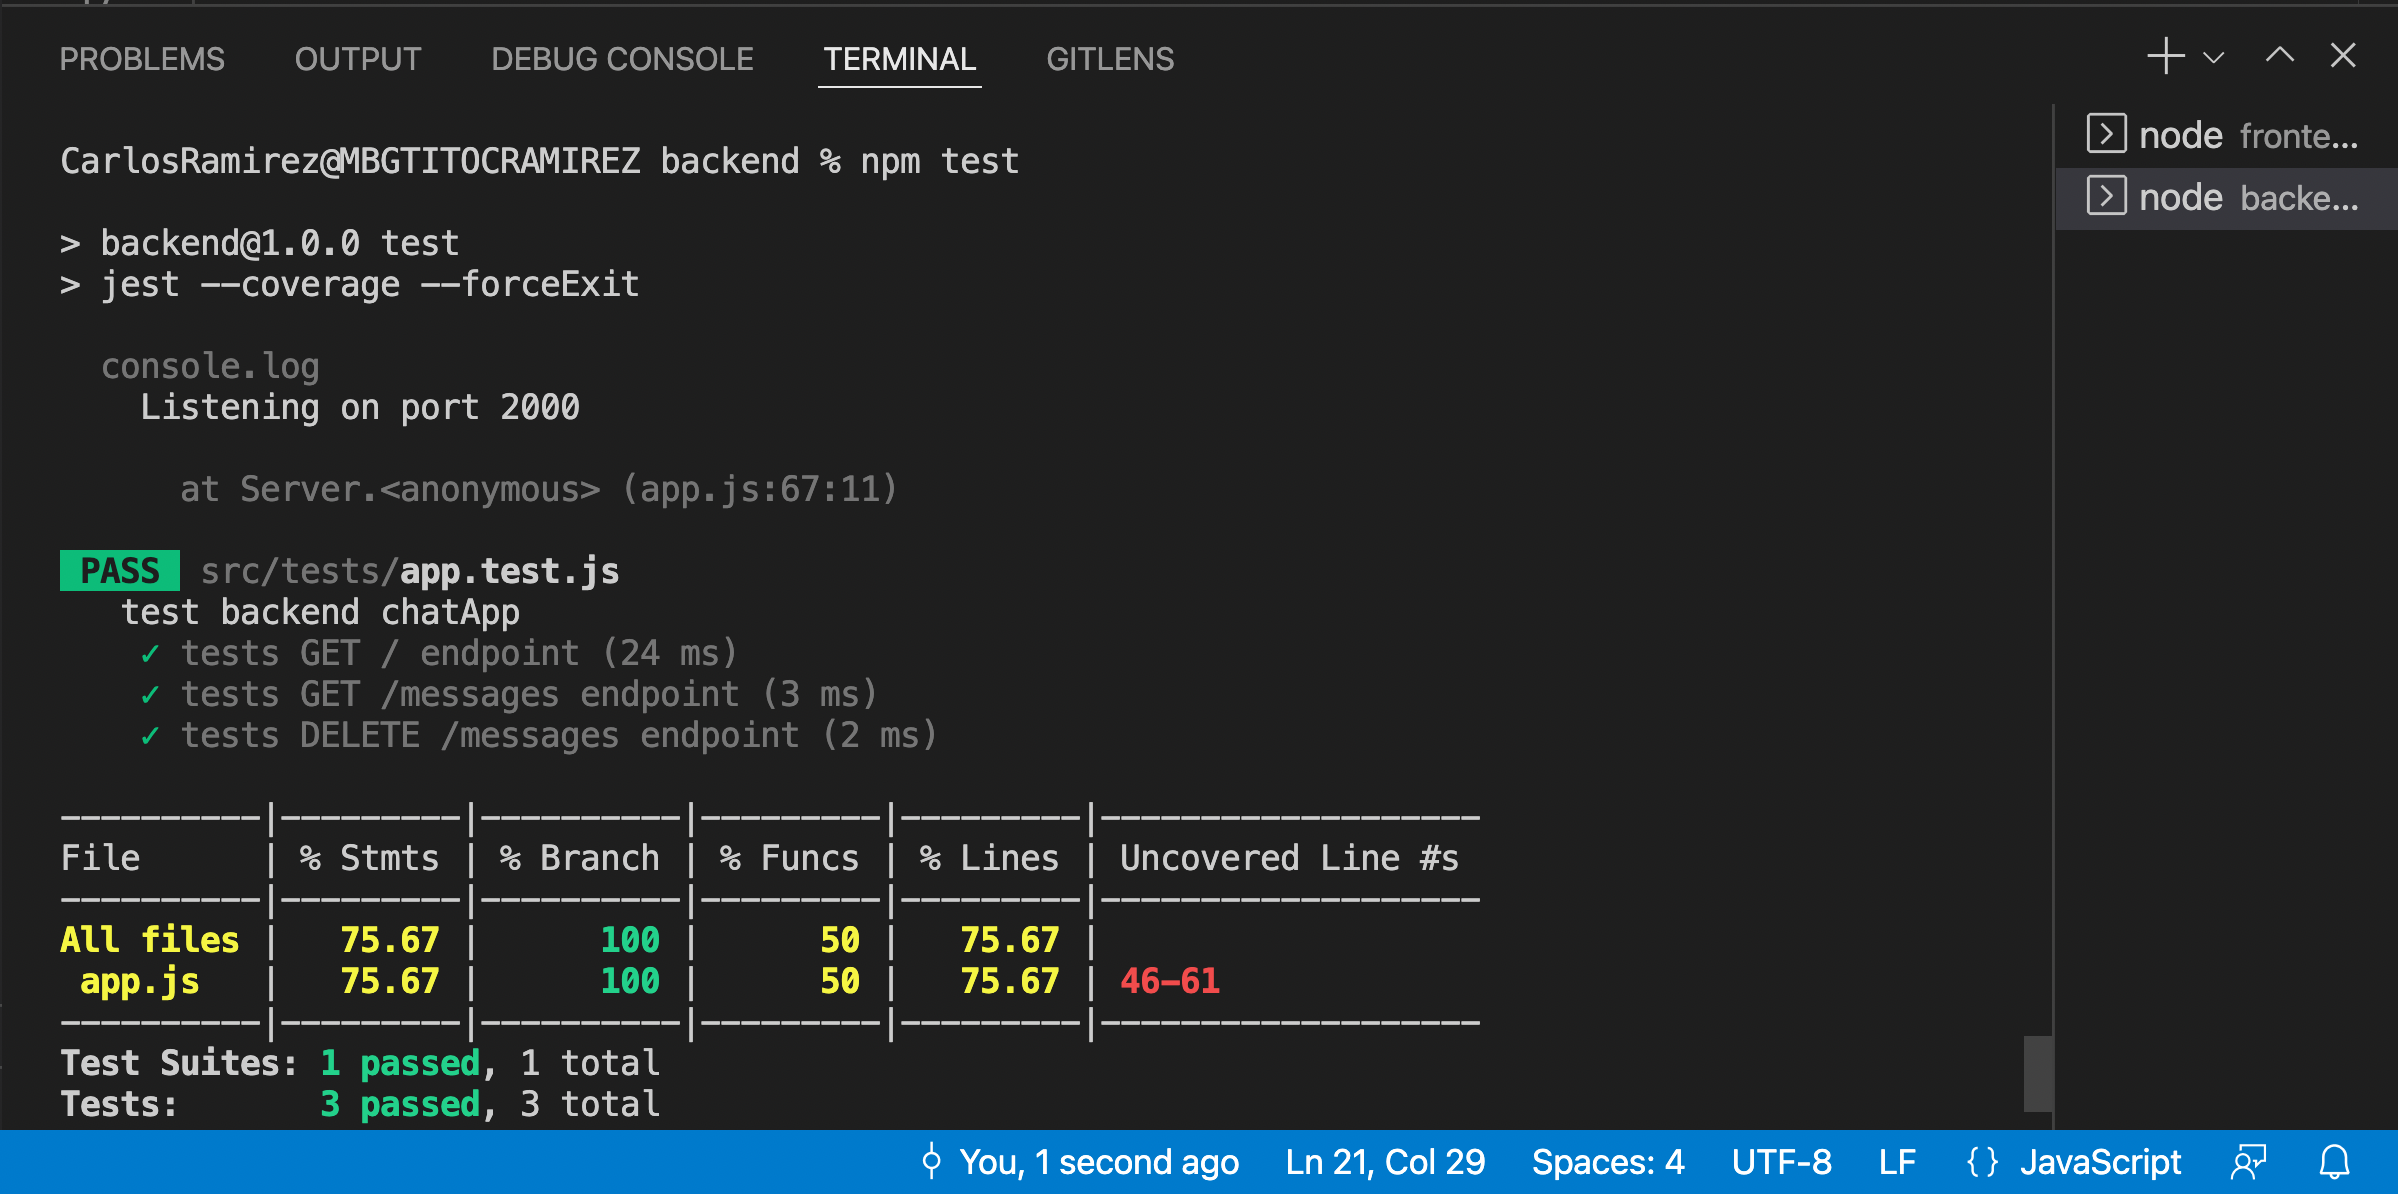 PROBLEMS OUTPUT DEBUG CONSOLE TERMINAL GITLENS
node fronte...
node backe...
CarlosRamirez@MBGTITOCRAMIREZ backend % npm test
> backend@1.0.0 test
> jest --coverage --forceExit
console.log
Listening on port 2000
at Server.<anonymous> (app.js:67:11)
PASS src/tests/app.test.js
test backend chatApp
✓ tests GET / endpoint (24 ms)
✓ tests GET /messages endpoint (3 ms)
✓ tests DELETE /messages endpoint (2 ms)
----------|---------|----------|---------|---------|-------------------
File      | % Stmts | % Branch | % Funcs | % Lines | Uncovered Line #s
----------|---------|----------|---------|---------|-------------------
All files |   75.67 |      100 |      50 |   75.67 |
 app.js   |   75.67 |      100 |      50 |   75.67 | 46-61
----------|---------|----------|---------|---------|-------------------
Test Suites: 1 passed, 1 total
Tests:       3 passed, 3 total
You, 1 second ago Ln 21, Col 29 Spaces: 4 UTF-8 LF {} JavaScript